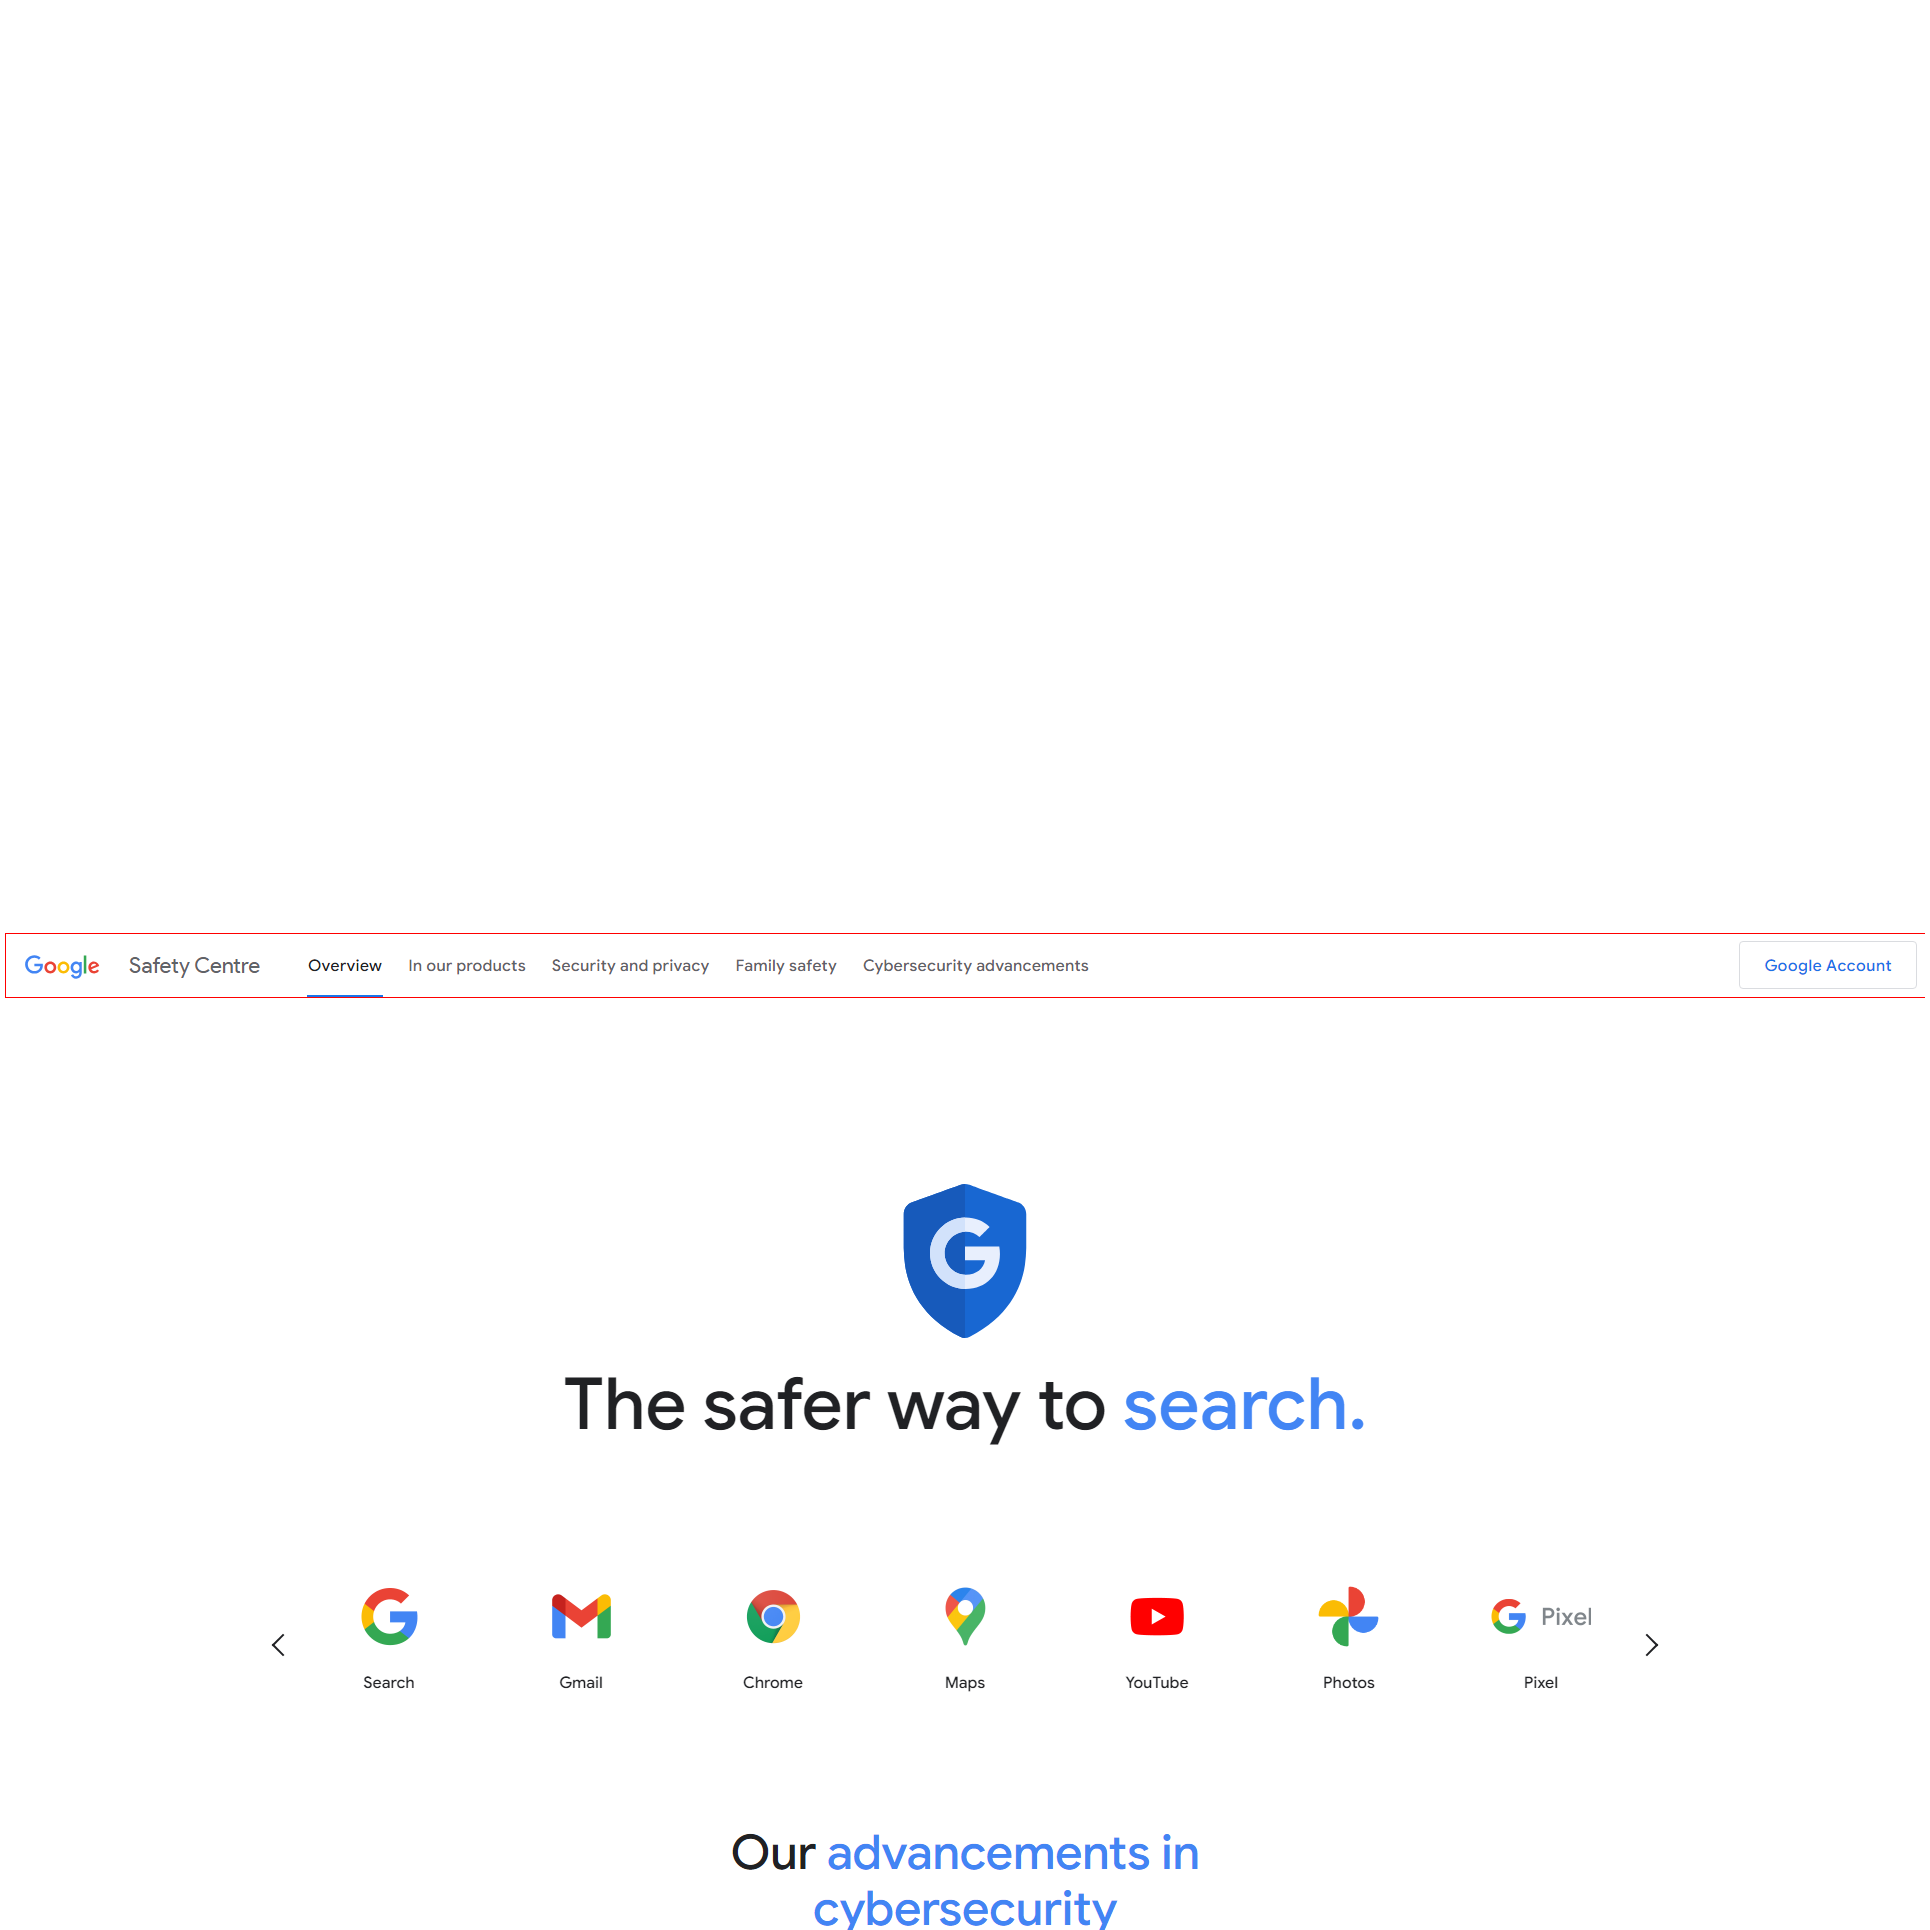 Google Safety Centre Overview In our products Security and privacy Family safety Cybersecurity advancements Google Account
G
The safer way to search.
G Pixel
Search Gmail Chrome Maps YouTube Photos Pixel
Our advancements in
cybersecurity